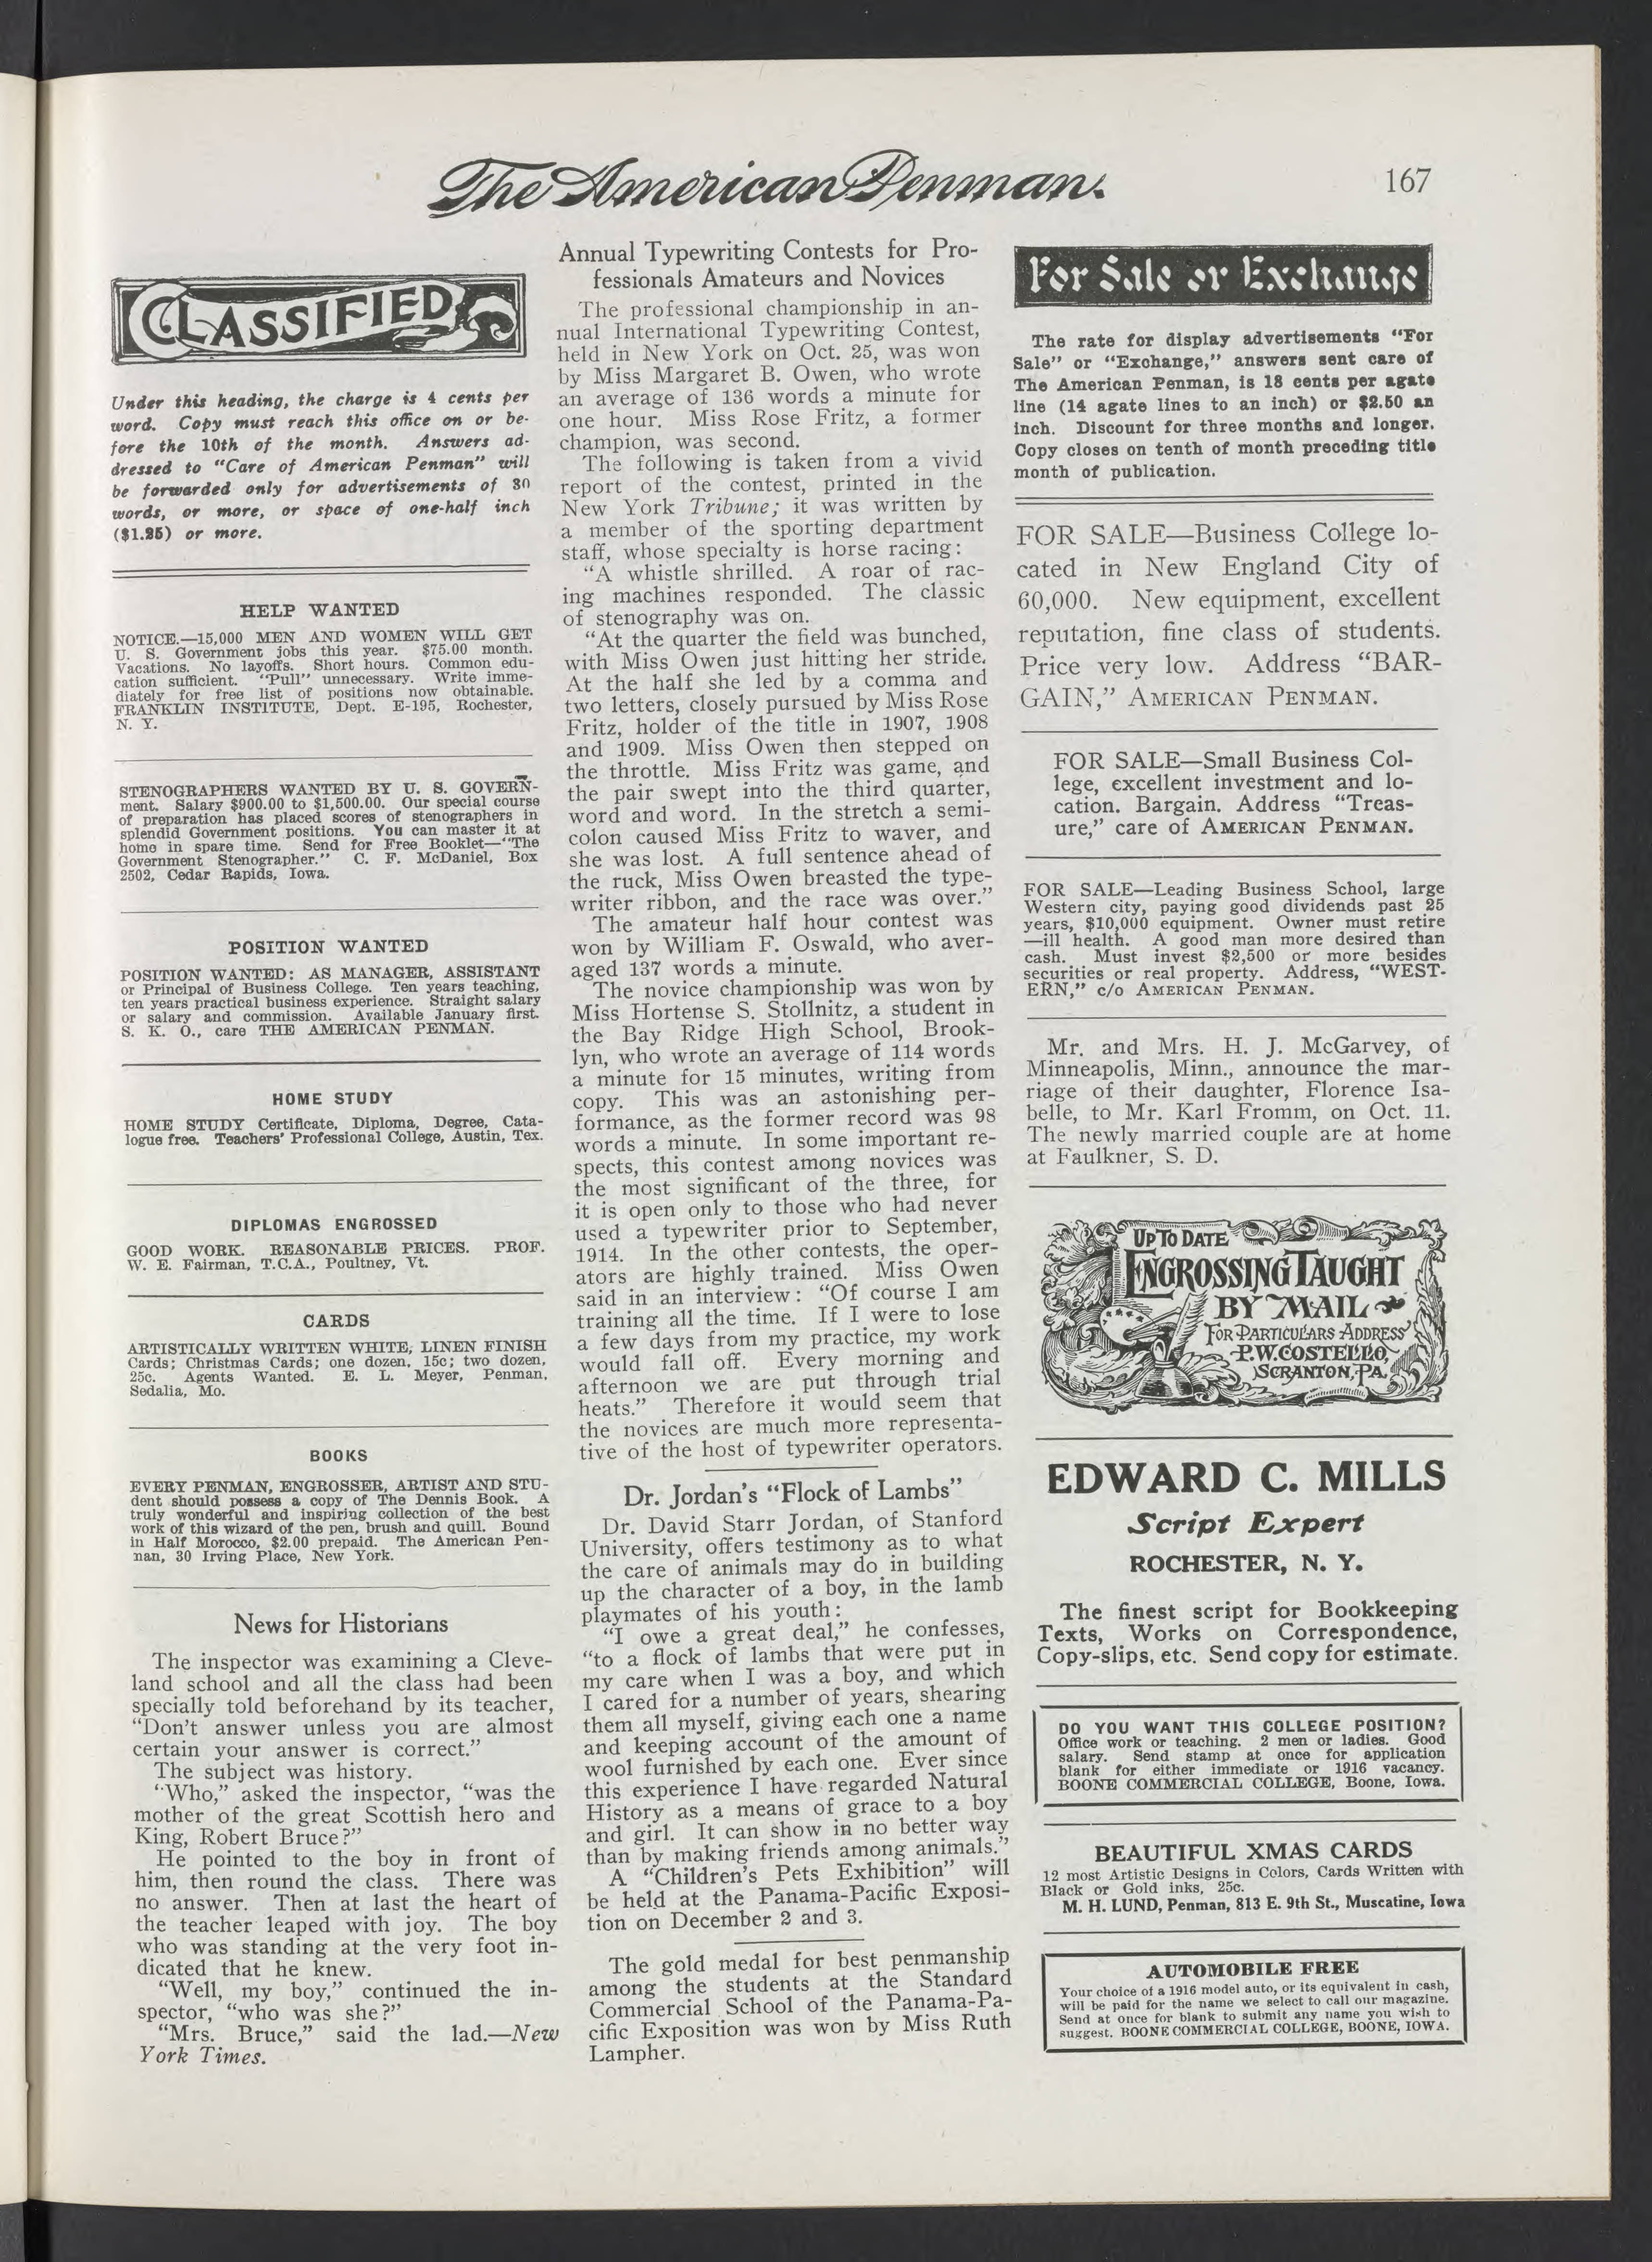 The American Penman.
167
CLASSIFIED
Under this heading, the charge is 4 cents per
word. Copy must reach this office on or be-
fore the 10th of the month. Answers ad-
dressed to "Care of American Penman" will
be forwarded only for advertisements of 30
words, or more, or space of one-half inch
($1.25) or more.
HELP WANTED
NOTICE.—15,000 MEN AND WOMEN WILL GET
U. S. Government jobs this year. $75.00 month.
Vacations. No layoffs. Short hours. Common edu-
cation sufficient. "Pull" unnecessary. Write imme-
diately for free list of positions now obtainable.
FRANKLIN INSTITUTE, Dept. E-195, Rochester,
N. Y.
STENOGRAPHERS WANTED BY U. S. GOVERN-
ment. Salary $900.00 to $1,500.00. Our special course
of preparation has placed scores of stenographers in
splendid Government positions. You can master it at
home in spare time. Send for Free Booklet—"The
Government Stenographer." C. F. McDaniel, Box
2502, Cedar Rapids, Iowa.
POSITION WANTED
POSITION WANTED: AS MANAGER, ASSISTANT
or Principal of Business College. Ten years teaching,
ten years practical business experience. Straight salary
or salary and commission. Available January first.
S. K. O., care THE AMERICAN PENMAN.
HOME STUDY
HOME STUDY Certificate, Diploma, Degree, Cata-
logue free. Teachers' Professional College, Austin, Tex.
DIPLOMAS ENGROSSED
GOOD WORK. REASONABLE PRICES. PROF.
W. E. Fairman, T.C.A., Poultney, Vt.
CARDS
ARTISTICALLY WRITTEN WHITE, LINEN FINISH
Cards; Christmas Cards; one dozen, 15c; two dozen,
25c. Agents Wanted. E. L. Meyer, Penman,
Sedalia, Mo.
BOOKS
EVERY PENMAN, ENGROSSER, ARTIST AND STU-
dent should possess a copy of The Dennis Book. A
truly wonderful and inspiring collection of the best
work of this wizard of the pen, brush and quill. Bound
in Half Morocco, $2.00 prepaid. The American Pen-
man, 30 Irving Place, New York.
News for Historians
The inspector was examining a Cleve-
land school and all the class had been
specially told beforehand by its teacher,
"Don't answer unless you are almost
certain your answer is correct."
The subject was history.
"Who," asked the inspector, "was the
mother of the great Scottish hero and
King, Robert Bruce?"
He pointed to the boy in front of
him, then round the class. There was
no answer. Then at last the heart of
the teacher leaped with joy. The boy
who was standing at the very foot in-
dicated that he knew.
"Well, my boy," continued the in-
spector, "who was she?"
"Mrs. Bruce," said the lad.—New
York Times.
Annual Typewriting Contests for Pro-
fessionals Amateurs and Novices
The professional championship in an-
nual International Typewriting Contest,
held in New York on Oct. 25, was won
by Miss Margaret B. Owen, who wrote
an average of 136 words a minute for
one hour. Miss Rose Fritz, a former
champion, was second.
The following is taken from a vivid
report of the contest, printed in the
New York Tribune; it was written by
a member of the sporting department
staff, whose specialty is horse racing:
"A whistle shrilled. A roar of rac-
ing machines responded. The classic
of stenography was on.
"At the quarter the field was bunched,
with Miss Owen just hitting her stride.
At the half she led by a comma and
two letters, closely pursued by Miss Rose
Fritz, holder of the title in 1907, 1908
and 1909. Miss Owen then stepped on
the throttle. Miss Fritz was game, and
the pair swept into the third quarter,
word and word. In the stretch a semi-
colon caused Miss Fritz to waver, and
she was lost. A full sentence ahead of
the ruck, Miss Owen breasted the type-
writer ribbon, and the race was over."
The amateur half hour contest was
won by William F. Oswald, who aver-
aged 137 words a minute.
The novice championship was won by
Miss Hortense S. Stollnitz, a student in
the Bay Ridge High School, Brook-
lyn, who wrote an average of 114 words
a minute for 15 minutes, writing from
copy. This was an astonishing per-
formance, as the former record was 98
words a minute. In some important re-
spects, this contest among novices was
the most significant of the three, for
it is open only to those who had never
used a typewriter prior to September,
1914. In the other contests, the oper-
ators are highly trained. Miss Owen
said in an interview: "Of course I am
training all the time. If I were to lose
a few days from my practice, my work
would fall off. Every morning and
afternoon we are put through trial
heats." Therefore it would seem that
the novices are much more representa-
tive of the host of typewriter operators.
Dr. Jordan's "Flock of Lambs"
Dr. David Starr Jordan, of Stanford
University, offers testimony as to what
the care of animals may do in building
up the character of a boy, in the lamb
playmates of his youth:
"I owe a great deal," he confesses,
"to a flock of lambs that were put in
my care when I was a boy, and which
I cared for a number of years, shearing
them all myself, giving each one a name
and keeping account of the amount of
wool furnished by each one. Ever since
this experience I have regarded Natural
History as a means of grace to a boy
and girl. It can show in no better way
than by making friends among animals."
A "Children's Pets Exhibition" will
be held at the Panama-Pacific Exposi-
tion on December 2 and 3.
The gold medal for best penmanship
among the students at the Standard
Commercial School of the Panama-Pa-
cific Exposition was won by Miss Ruth
Lampher.
For Sale or Exchange
The rate for display advertisements "For
Sale" or "Exchange," answers sent care of
The American Penman, is 18 cents per agate
line (14 agate lines to an inch) or $2.50 an
inch. Discount for three months and longer.
Copy closes on tenth of month preceding title
month of publication.
FOR SALE—Business College lo-
cated in New England City of
60,000. New equipment, excellent
reputation, fine class of students.
Price very low. Address "BAR-
GAIN," AMERICAN PENMAN.
FOR SALE—Small Business Col-
lege, excellent investment and lo-
cation. Bargain. Address "Treas-
ure," care of AMERICAN PENMAN.
FOR SALE—Leading Business School, large
Western city, paying good dividends past 25
years, $10,000 equipment. Owner must retire
—ill health. A good man more desired than
cash. Must invest $2,500 or more besides
securities or real property. Address, "WEST-
ERN," c/o AMERICAN PENMAN.
Mr. and Mrs. H. J. McGarvey, of
Minneapolis, Minn., announce the mar-
riage of their daughter, Florence Isa-
belle, to Mr. Karl Fromm, on Oct. 11.
The newly married couple are at home
at Faulkner, S. D.
UP TO DATE
ENGROSSING TAUGHT
BY MAIL
FOR PARTICULARS ADDRESS
P.W. COSTELLO,
SCRANTON, PA.
EDWARD C. MILLS
Script Expert
ROCHESTER, N. Y.
The finest script for Bookkeeping
Texts, Works on Correspondence,
Copy-slips, etc. Send copy for estimate.
DO YOU WANT THIS COLLEGE POSITION?
Office work or teaching. 2 men or ladies. Good
salary. Send stamp at once for application
blank for either immediate or 1916 vacancy.
BOONE COMMERCIAL COLLEGE, Boone, Iowa.
BEAUTIFUL XMAS CARDS
12 most Artistic Designs in Colors, Cards Written with
Black or Gold inks, 25c.
M. H. LUND, Penman, 813 E. 9th St., Muscatine, Iowa
AUTOMOBILE FREE
Your choice of a 1916 model auto, or its equivalent in cash,
will be paid for the name we select to call our magazine.
Send at once for blank to submit any name you wish to
suggest. BOONE COMMERCIAL COLLEGE, BOONE, IOWA.